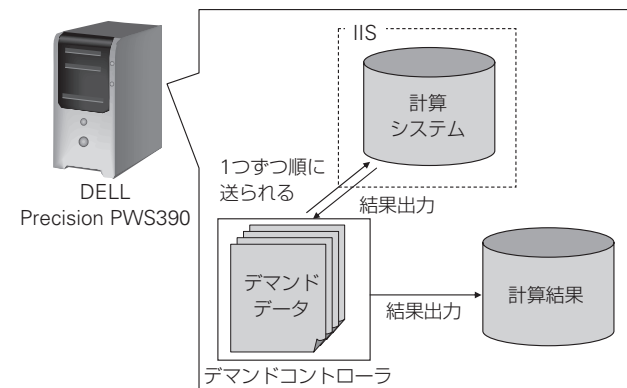 IIS
計算
システム
1つずつ順に
送られる
結果出力
DELL
Precision PWS390
デマンド
データ
結果出力
計算結果
デマンドコントローラ